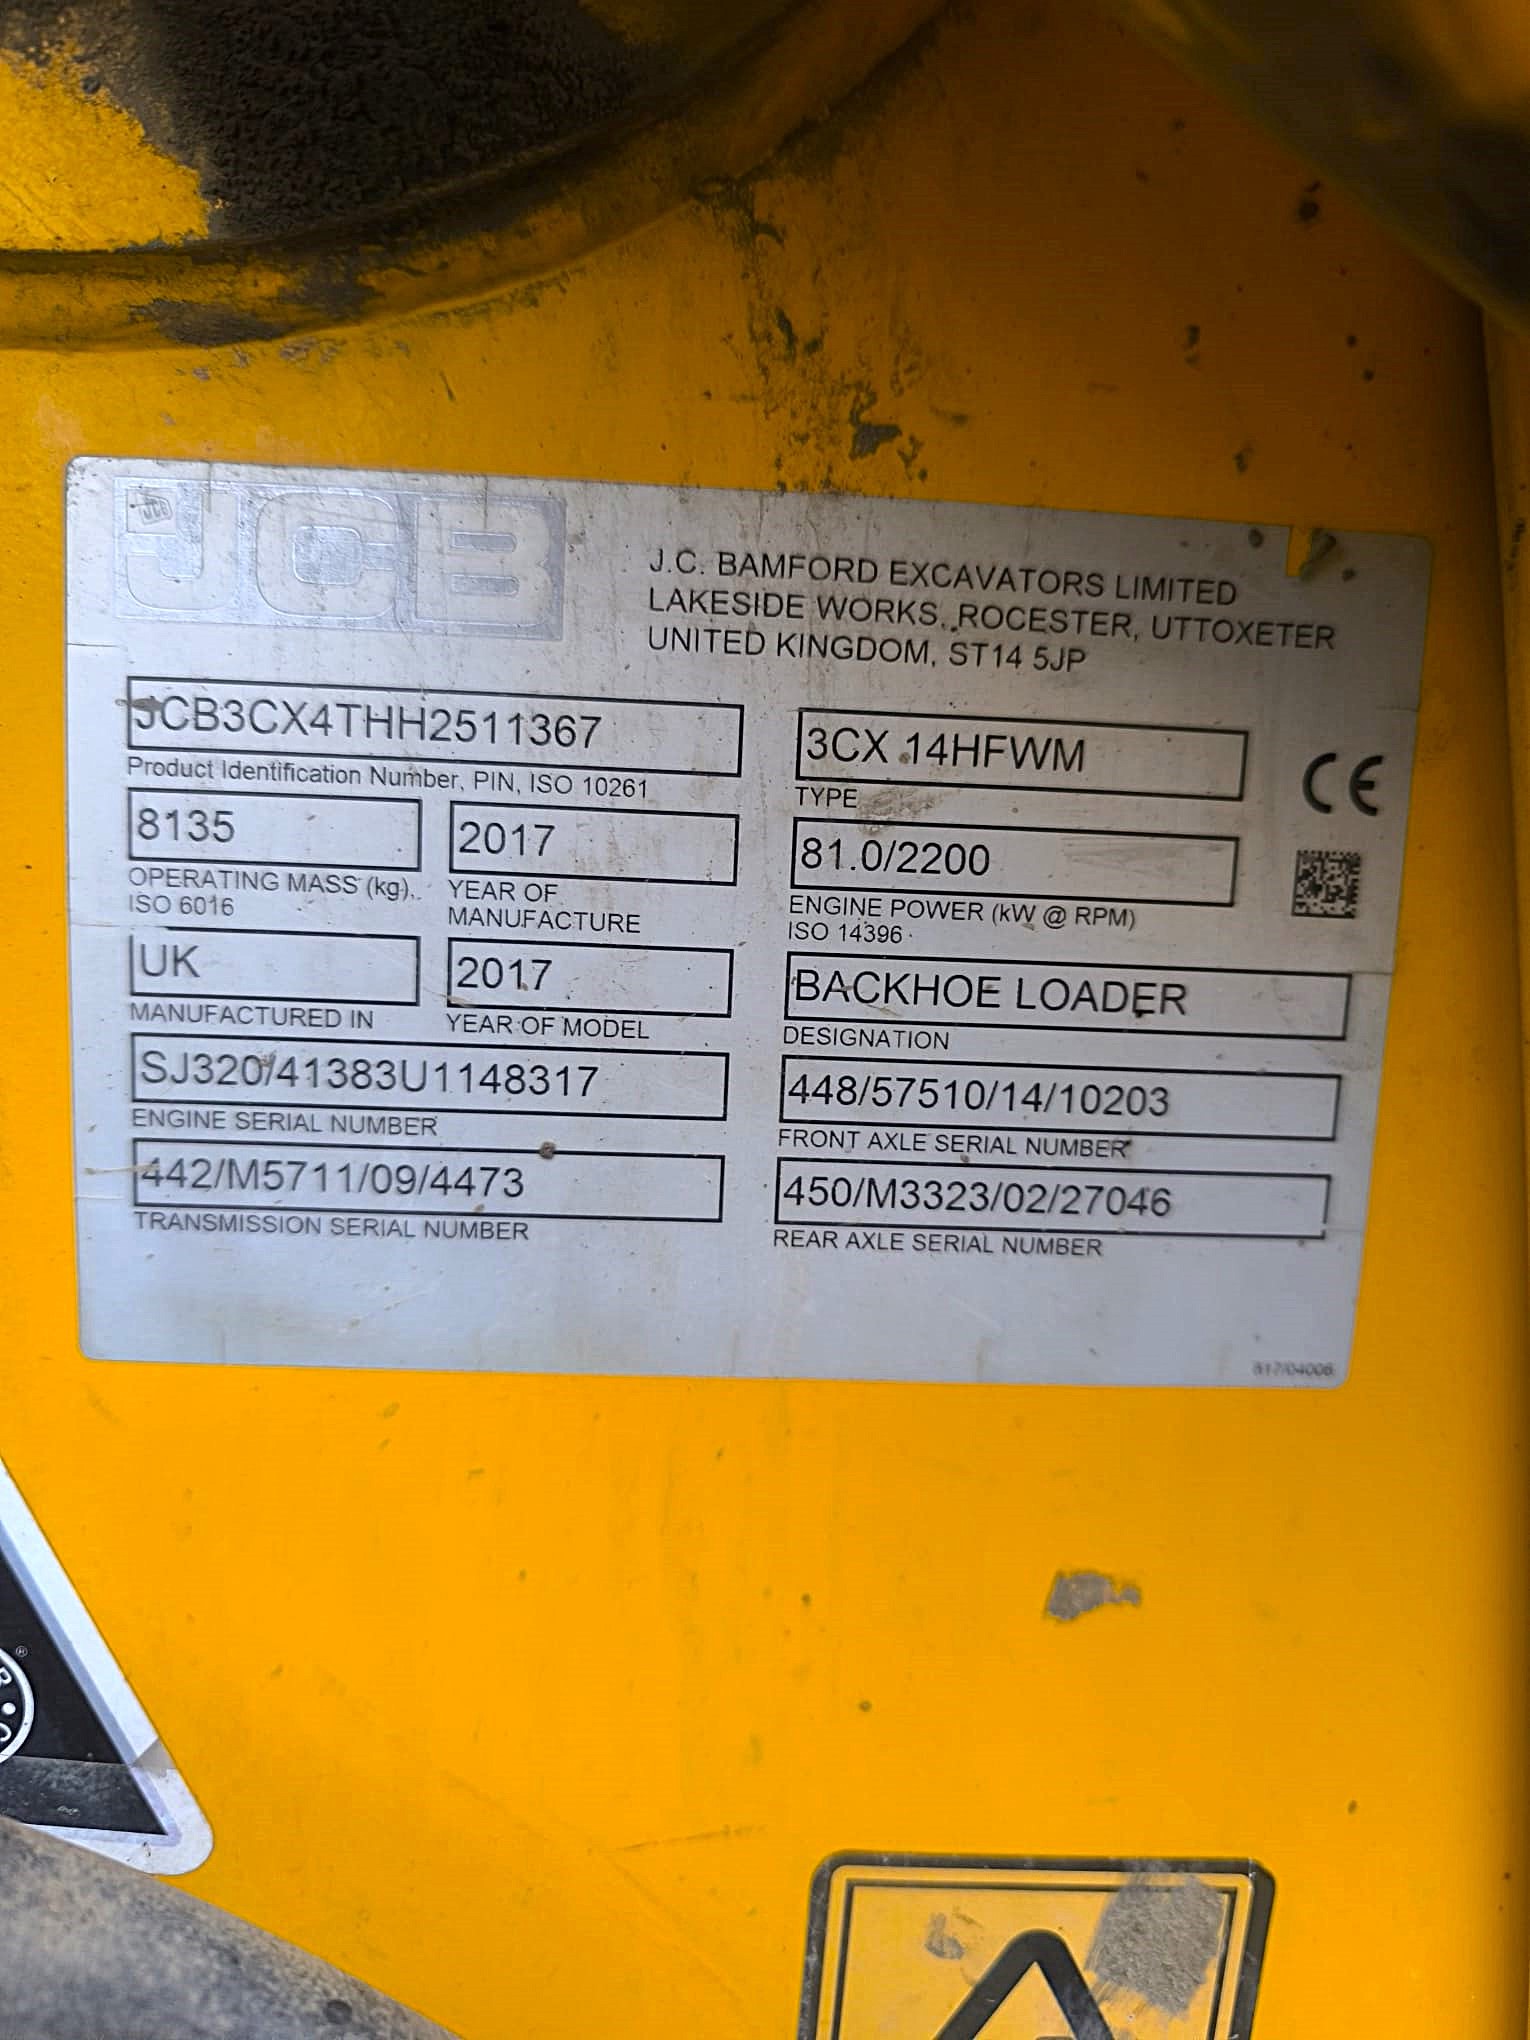 JCB
J.C. BAMFORD EXCAVATORS LIMITED
LAKESIDE WORKS, ROCESTER, UTTOXETER
UNITED KINGDOM, ST14 5JP
JCB3CX4THH2511367
Product Identification Number, PIN, ISO 10261
3CX 14HFWM
TYPE
CE
8135
OPERATING MASS (kg).
ISO 6016
2017
YEAR OF
MANUFACTURE
81.0/2200
ENGINE POWER (kW @ RPM)
ISO 14396
UK
MANUFACTURED IN
2017
YEAR OF MODEL
BACKHOE LOADER
DESIGNATION
SJ320/41383U1148317
ENGINE SERIAL NUMBER
448/57510/14/10203
FRONT AXLE SERIAL NUMBER
442/M5711/09/4473
TRANSMISSION SERIAL NUMBER
450/M3323/02/27046
REAR AXLE SERIAL NUMBER
817/04006